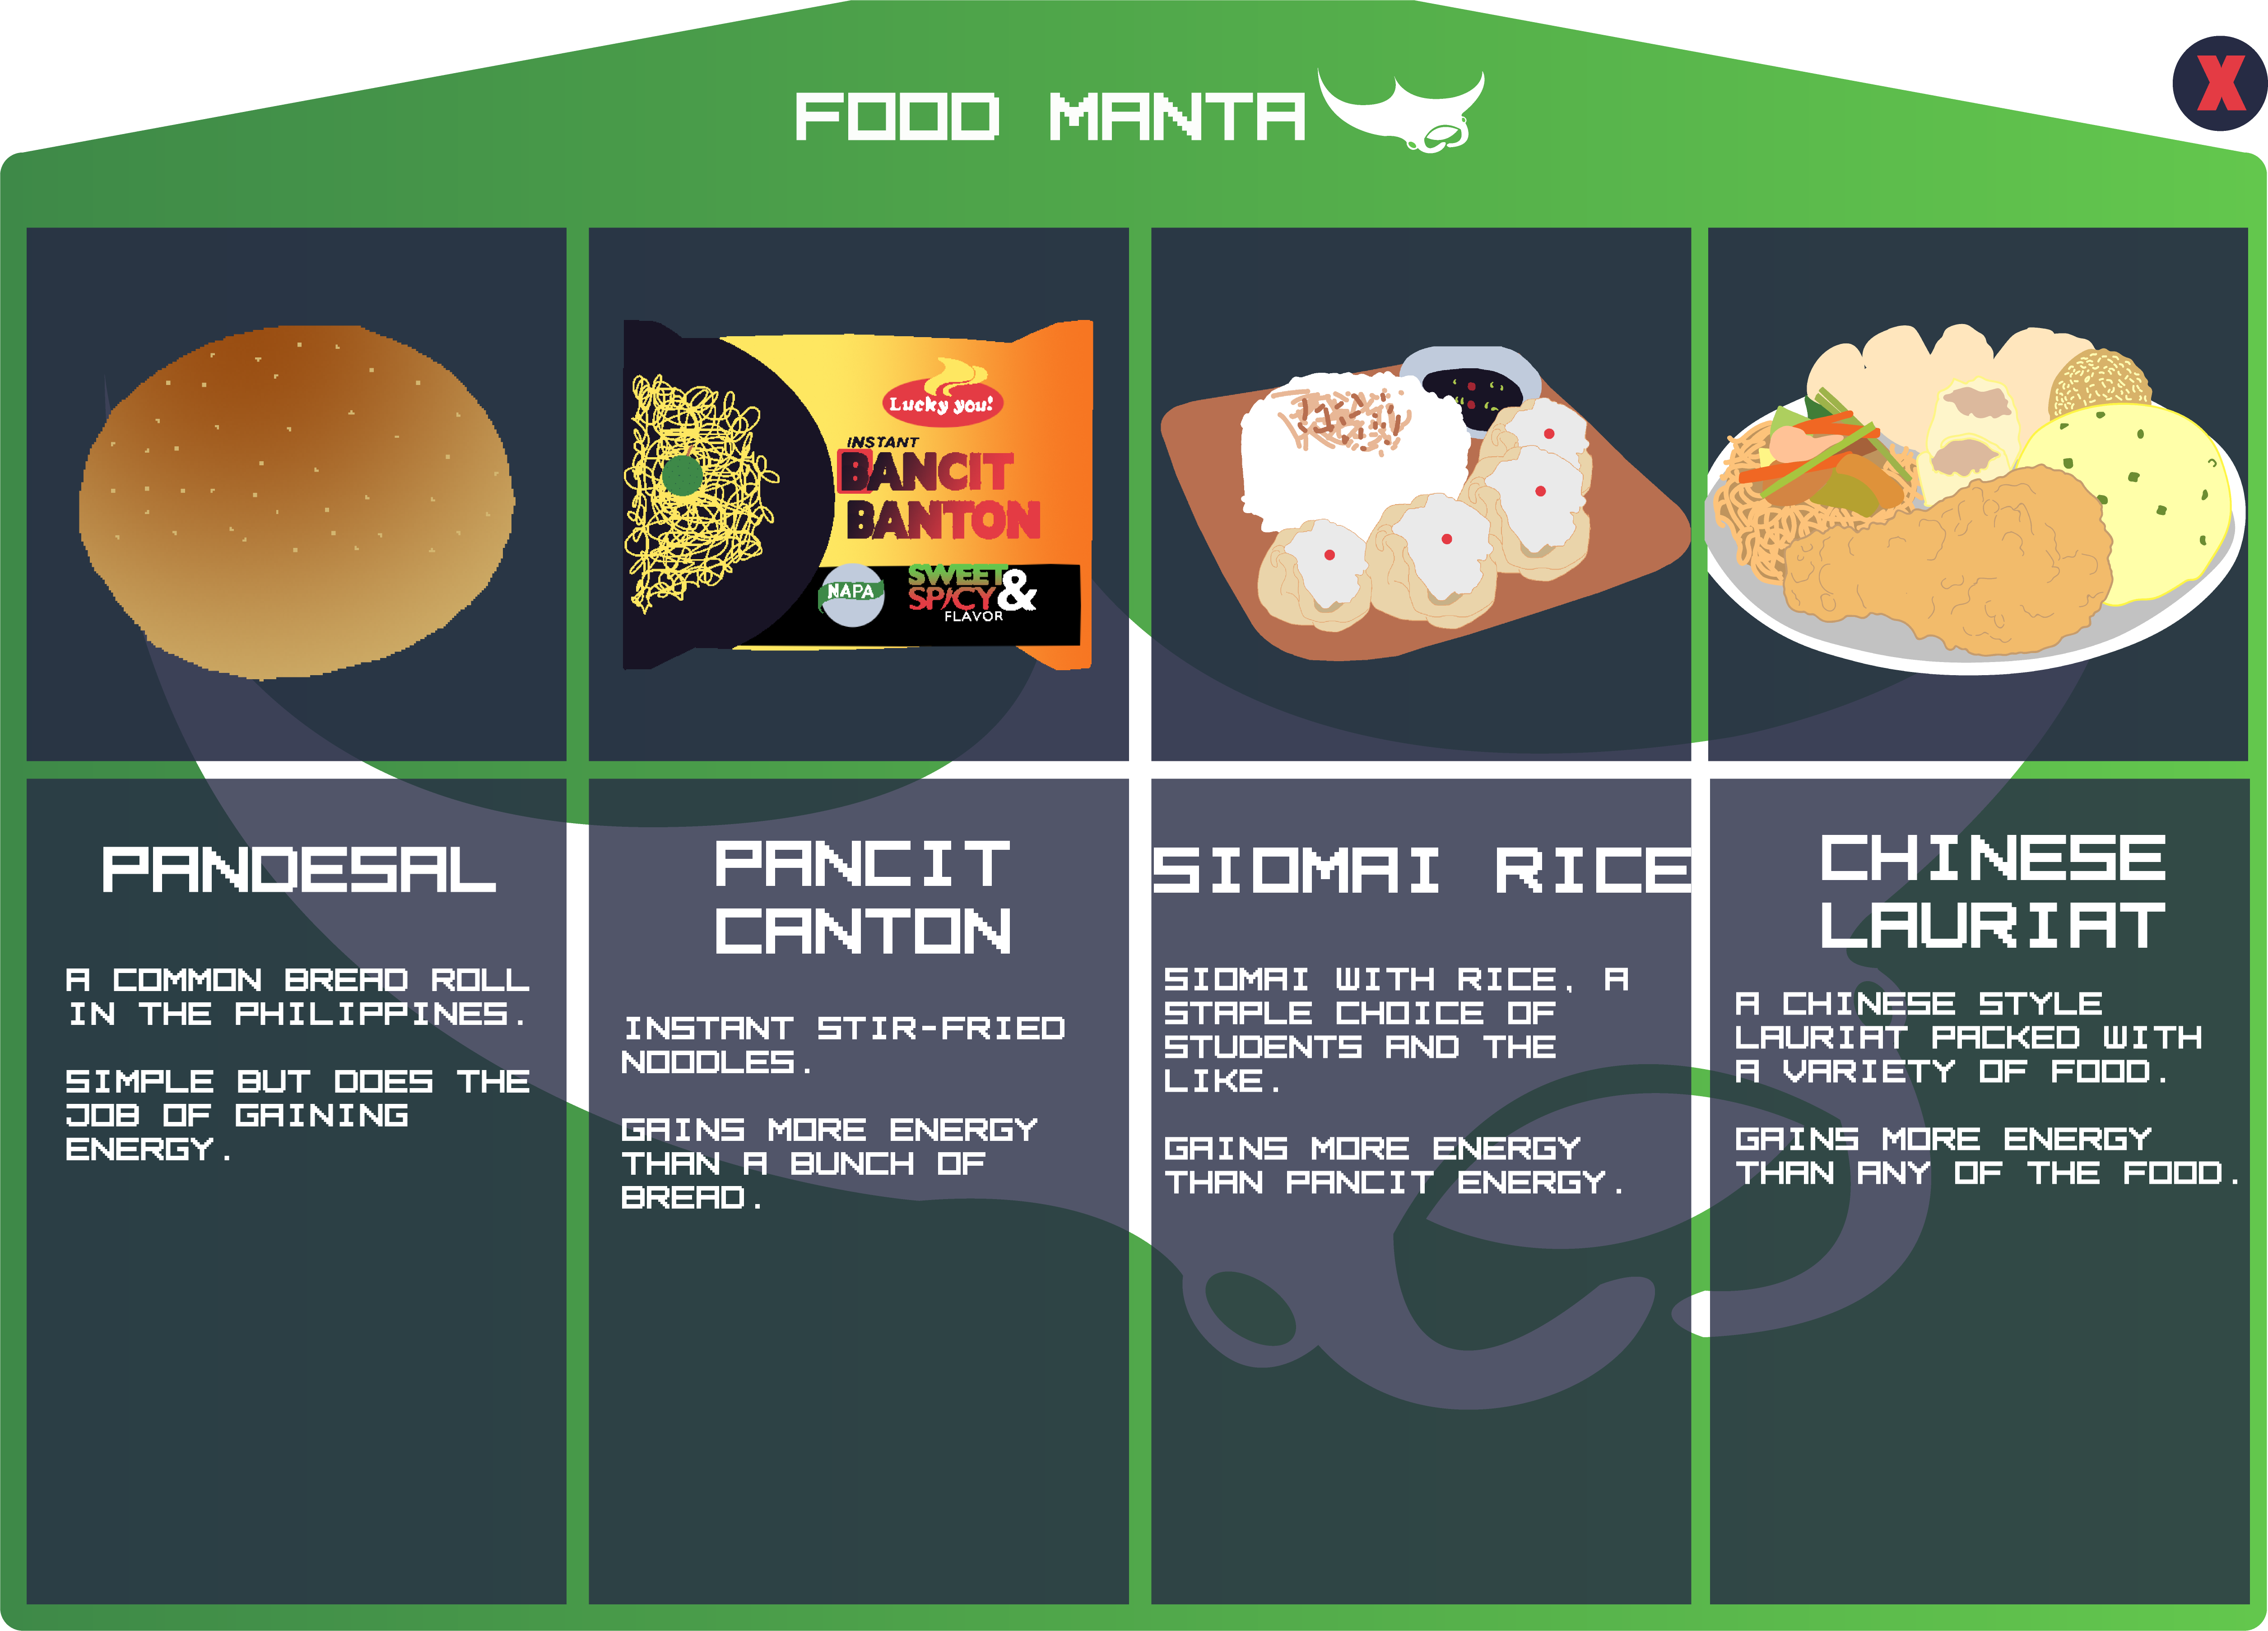 FOOD MANTA
X
Lucky you!
INSTANT
BANCIT
BANTON
NAPA
SWEET
SPICY &
FLAVOR
PANDESAL
A COMMON BREAD ROLL
IN THE PHILIPPINES.
SIMPLE BUT DOES THE
JOB OF GAINING
ENERGY.
PANCIT
CANTON
INSTANT STIR-FRIED
NOODLES.
GAINS MORE ENERGY
THAN A BUNCH OF
BREAD.
SIOMAI RICE
SIOMAI WITH RICE, A
STAPLE CHOICE OF
STUDENTS AND THE
LIKE.
GAINS MORE ENERGY
THAN PANCIT ENERGY.
CHINESE
LAURIAT
A CHINESE STYLE
LAURIAT PACKED WITH
A VARIETY OF FOOD.
GAINS MORE ENERGY
THAN ANY OF THE FOOD.